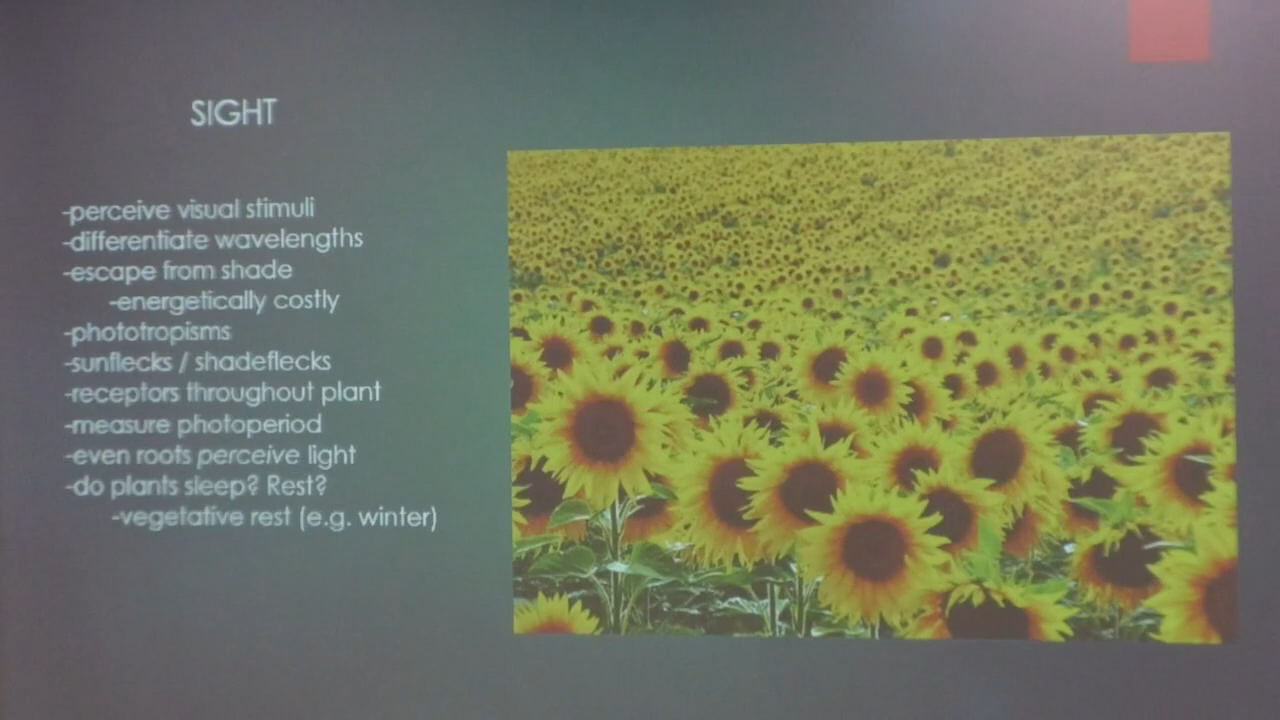 SIGHT
-perceive visual stimuli
-differentiate wavelengths
-escape from shade
-energetically costly
-phototropisms
-sunflecks / shadeflecks
-receptors throughout plant
-measure photoperiod
-even roots perceive light
-do plants sleep? Rest?
-vegetative rest (e.g. winter)